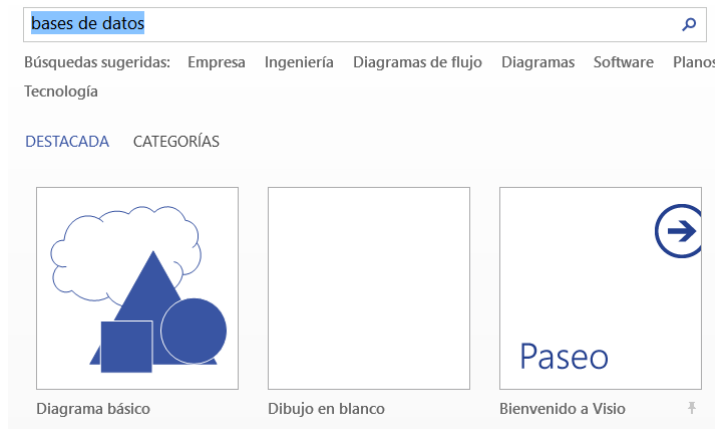 bases de datos
Búsquedas sugeridas: Empresa Ingeniería Diagramas de flujo Diagramas Software Planos
Tecnología
DESTACADA CATEGORÍAS
Paseo
Diagrama básico Dibujo en blanco Bienvenido a Visio